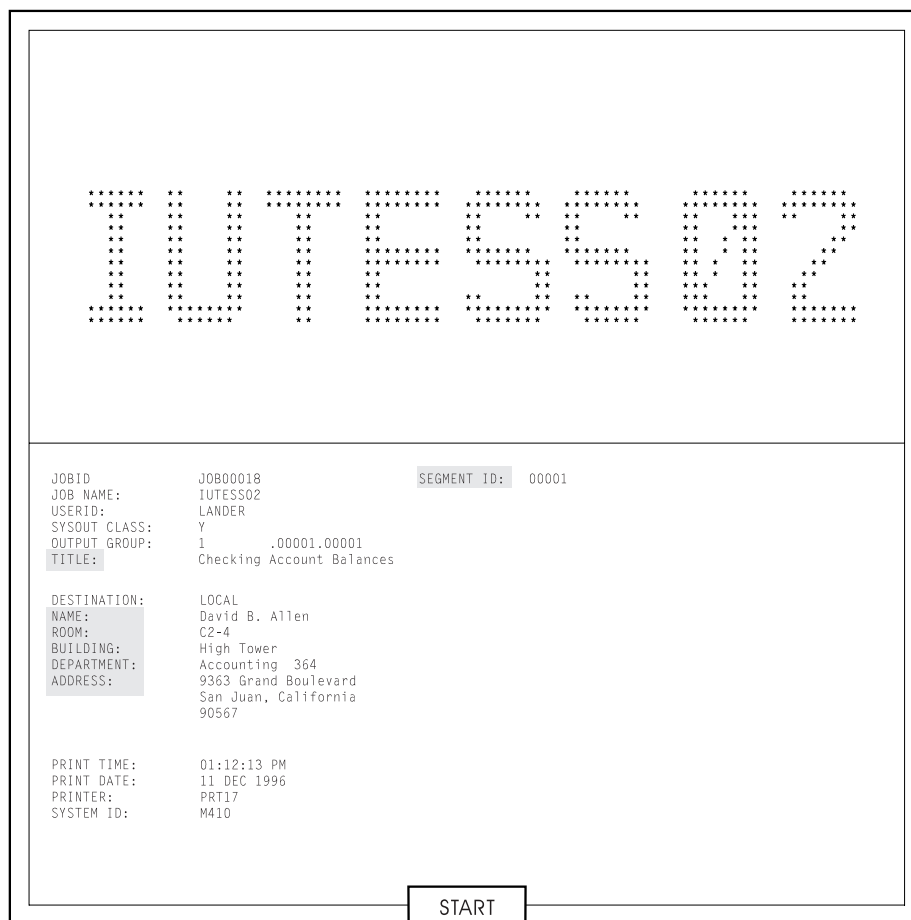 IUTESS02
JOBID JOB00018 SEGMENT ID: 00001
JOB NAME: IUTESS02
USERID: LANDER
SYSOUT CLASS: Y
OUTPUT GROUP: 1 .00001.00001
TITLE: Checking Account Balances
DESTINATION: LOCAL
NAME: David B. Allen
ROOM: C2-4
BUILDING: High Tower
DEPARTMENT: Accounting 364
ADDRESS: 9363 Grand Boulevard
San Juan, California
90567
PRINT TIME: 01:12:13 PM
PRINT DATE: 11 DEC 1996
PRINTER: PRT17
SYSTEM ID: M410
START